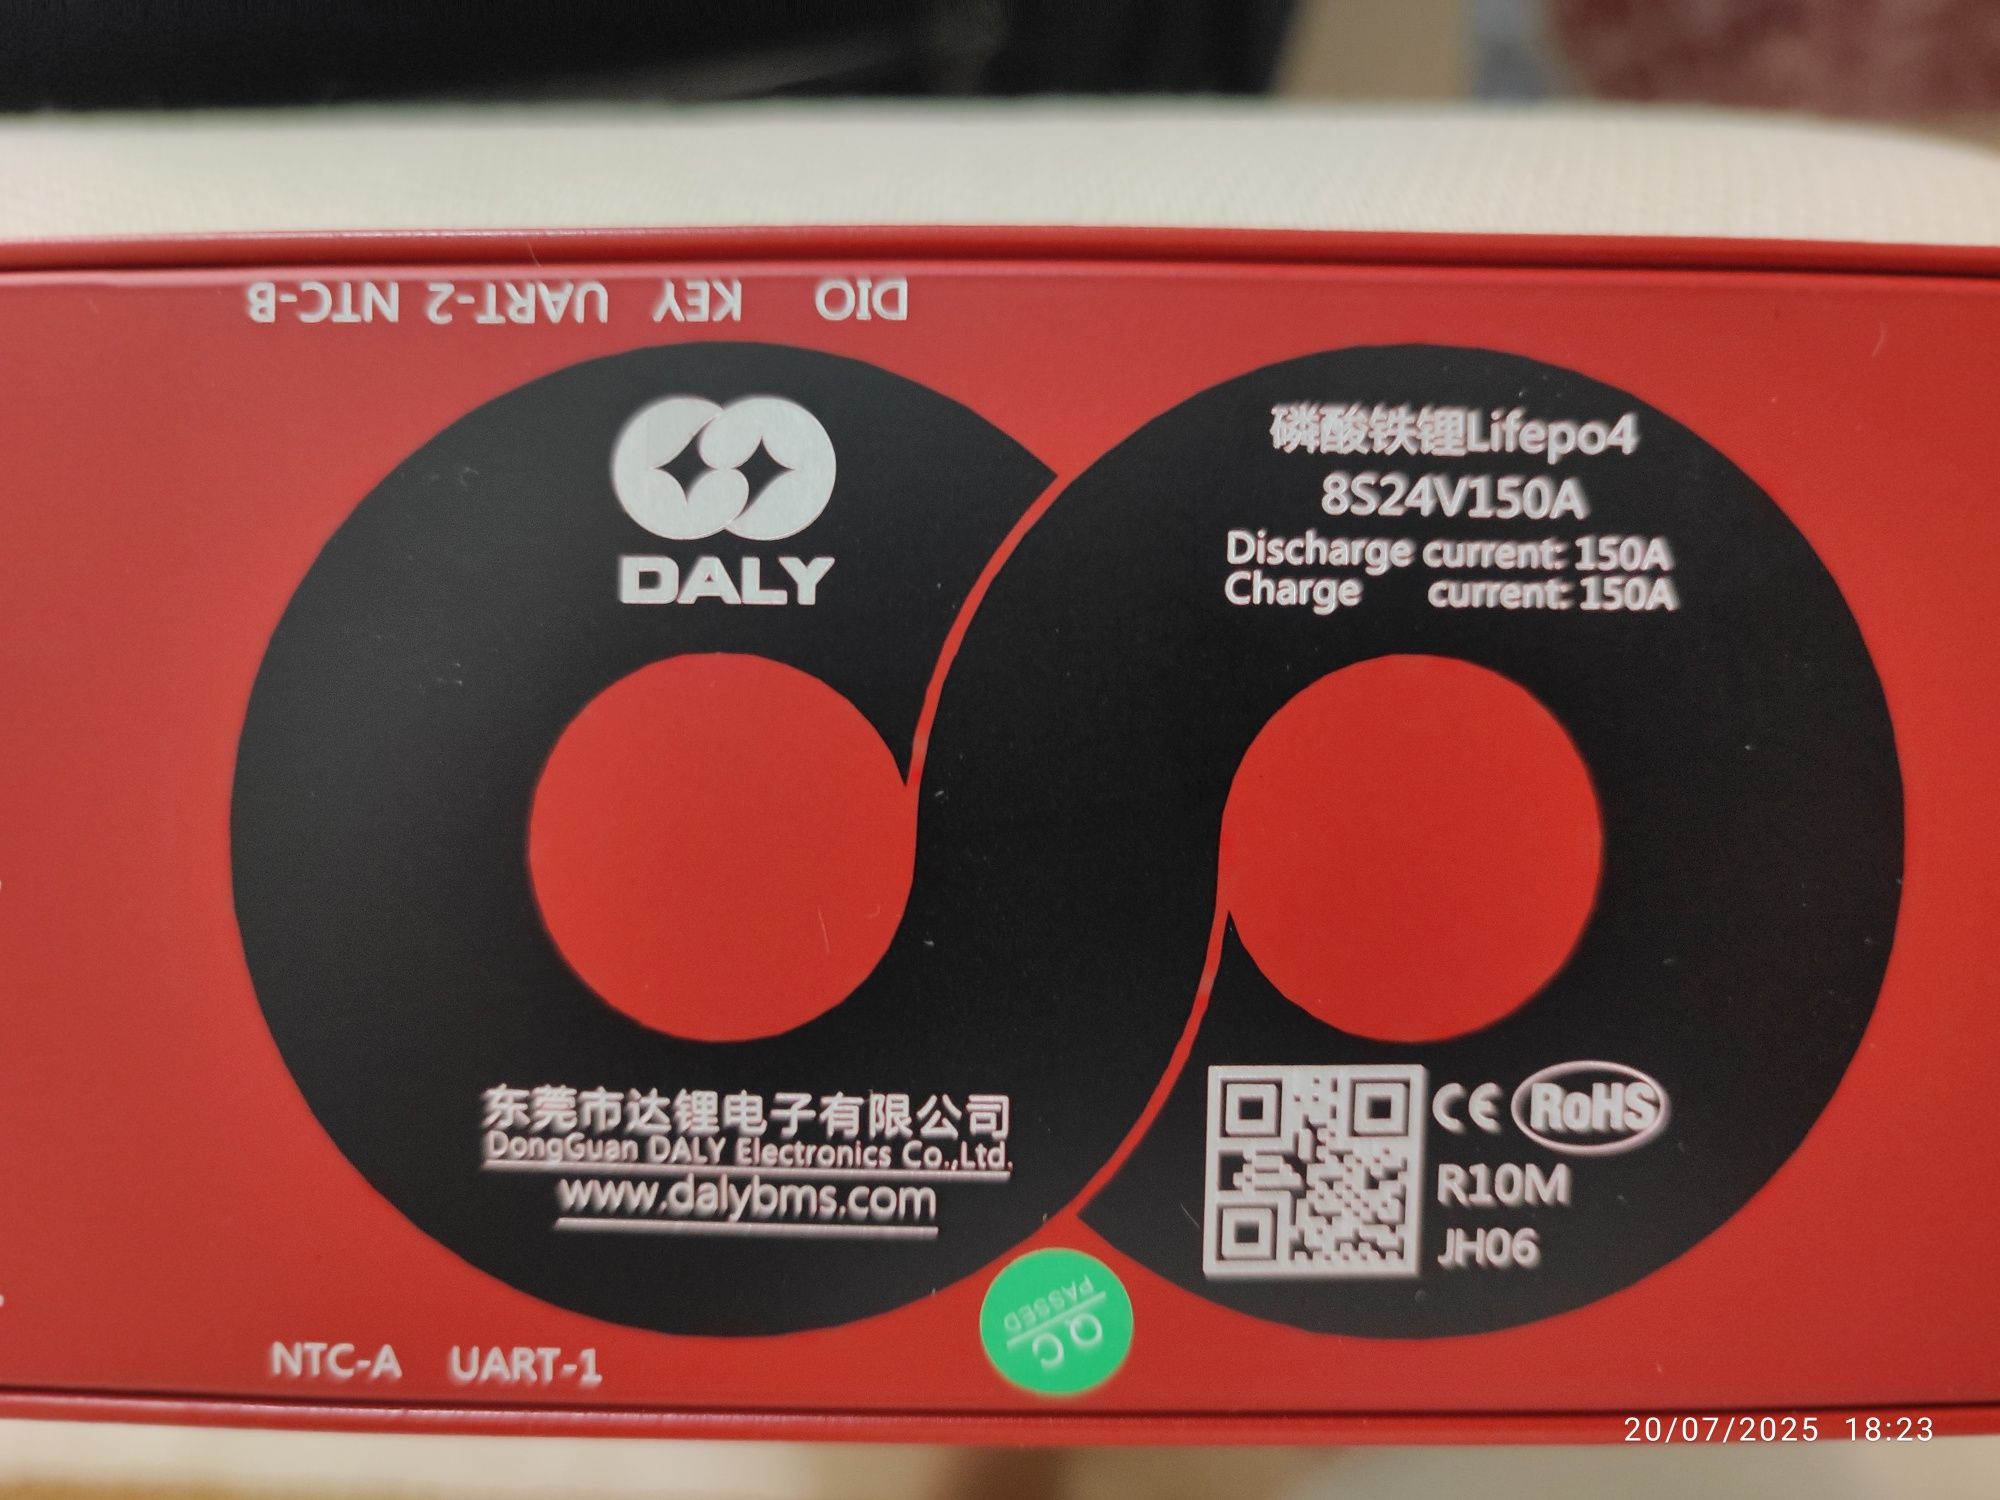 NTC-B UART-2 KEY DIO
DALY
磷酸铁锂Lifepo4
8S24V150A
Discharge current: 150A
Charge current: 150A
东莞市达锂电子有限公司
DongGuan DALY Electronics Co.,Ltd.
www.dalybms.com
CE RoHS
R10M
JH06
QC
PASSED
NTC-A UART-1
20/07/2025 18:23